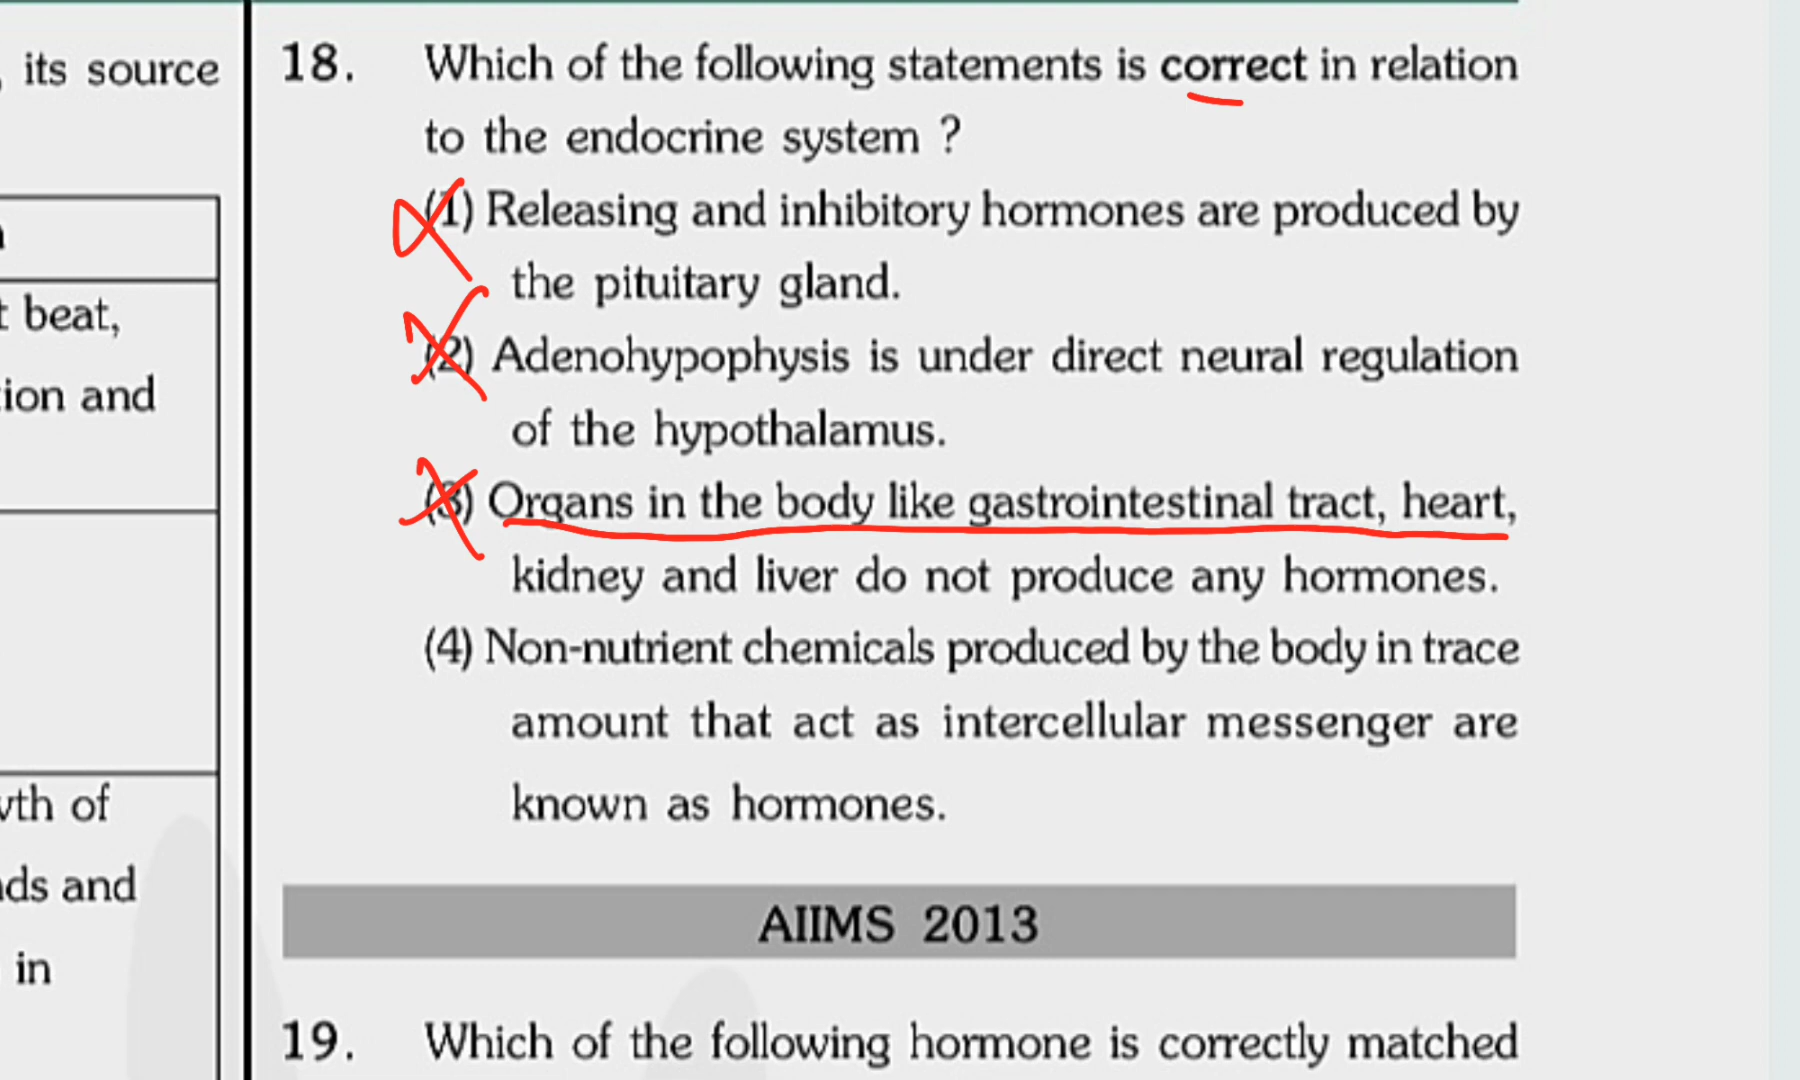 its source
beat,
ion and
of
and
in
18. Which of the following statements is correct in relation
to the endocrine system ?
(1) Releasing and inhibitory hormones are produced by
the pituitary gland.
(2) Adenohypophysis is under direct neural regulation
of the hypothalamus.
(3) Organs in the body like gastrointestinal tract, heart,
kidney and liver do not produce any hormones.
(4) Non-nutrient chemicals produced by the body in trace
amount that act as intercellular messenger are
known as hormones.
AIIMS 2013
19. Which of the following hormone is correctly matched